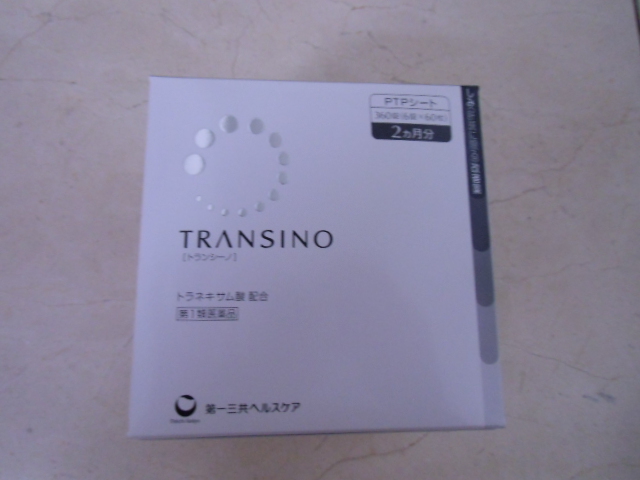 PTPシート
360錠(6錠×60枚)
2ヵ月分
TRANSINO
[トランシーノ]
トラネキサム酸 配合
第1類医薬品
第一三共ヘルスケア